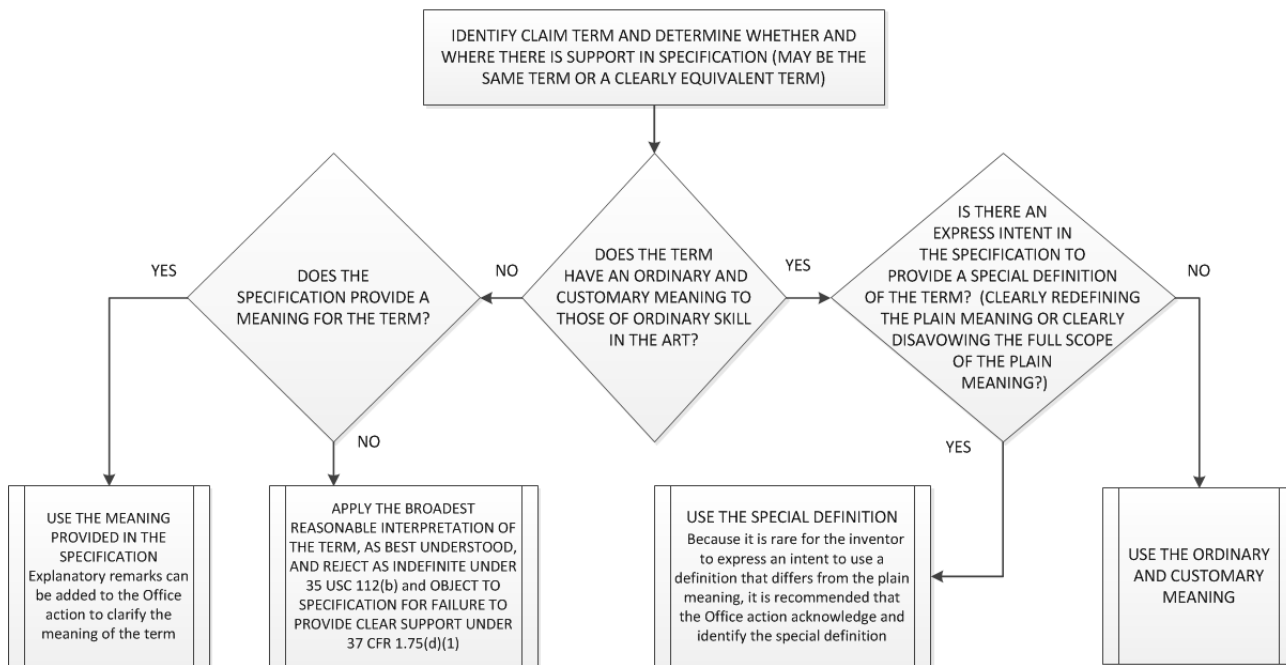 IDENTIFY CLAIM TERM AND DETERMINE WHETHER AND
WHERE THERE IS SUPPORT IN SPECIFICATION (MAY BE THE
SAME TERM OR A CLEARLY EQUIVALENT TERM)
DOES THE
SPECIFICATION PROVIDE A
MEANING FOR THE TERM?
YES
NO
NO
DOES THE TERM
HAVE AN ORDINARY AND
CUSTOMARY MEANING TO
THOSE OF ORDINARY SKILL
IN THE ART?
YES
IS THERE AN
EXPRESS INTENT IN
THE SPECIFICATION TO
PROVIDE A SPECIAL DEFINITION
OF THE TERM? (CLEARLY REDEFINING
THE PLAIN MEANING OR CLEARLY
DISAVOWING THE FULL SCOPE
OF THE PLAIN
MEANING?)
NO
YES
USE THE MEANING
PROVIDED IN THE
SPECIFICATION
Explanatory remarks can
be added to the Office
action to clarify the
meaning of the term
APPLY THE BROADEST
REASONABLE INTERPRETATION OF
THE TERM, AS BEST UNDERSTOOD,
AND REJECT AS INDEFINITE UNDER
35 USC 112(b) and OBJECT TO
SPECIFICATION FOR FAILURE TO
PROVIDE CLEAR SUPPORT UNDER
37 CFR 1.75(d)(1)
USE THE SPECIAL DEFINITION
Because it is rare for the inventor
to express an intent to use a
definition that differs from the plain
meaning, it is recommended that
the Office action acknowledge and
identify the special definition
USE THE ORDINARY
AND CUSTOMARY
MEANING